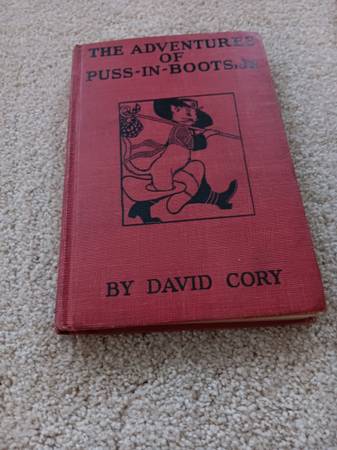 THE ADVENTURES
OF
PUSS-IN-BOOTS, JR
BY DAVID CORY